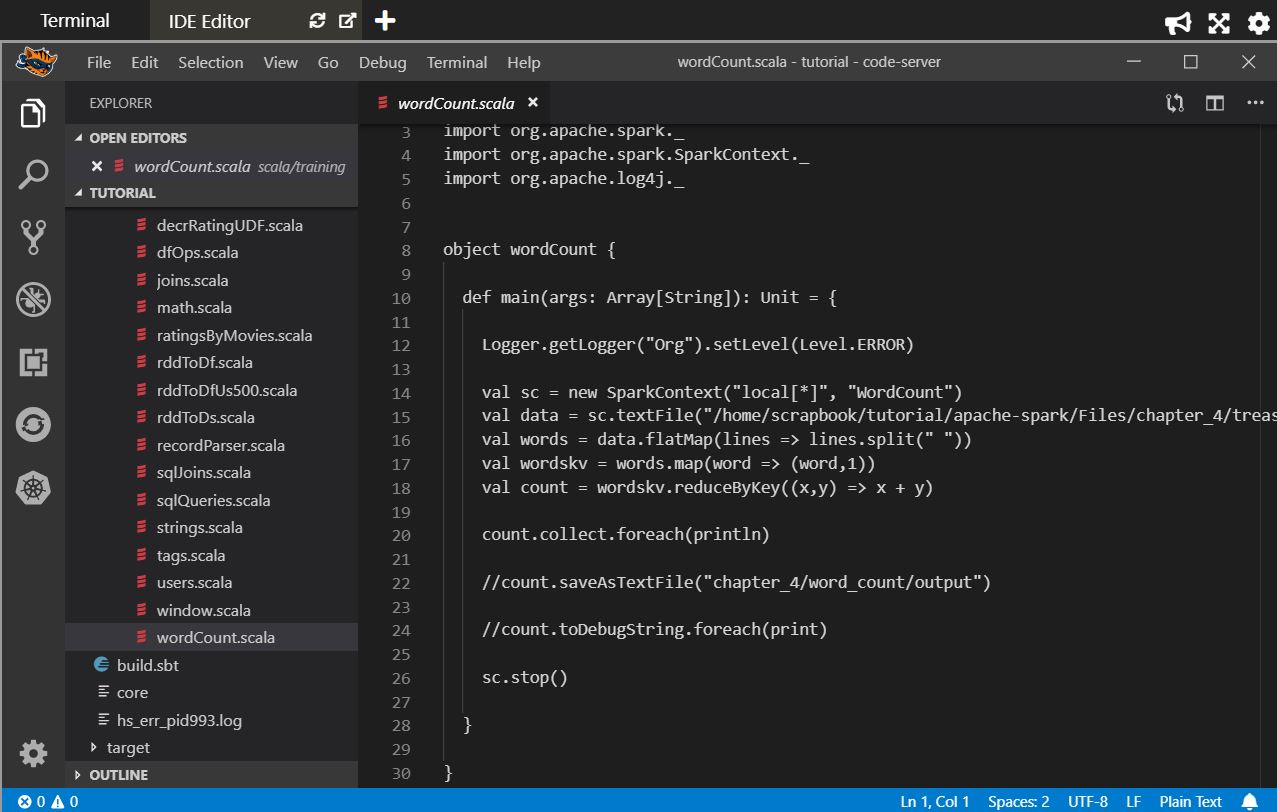 Terminal
IDE Editor
File Edit Selection View Go Debug Terminal Help
wordCount.scala - tutorial - code-server
EXPLORER
OPEN EDITORS
wordCount.scala scala/training
TUTORIAL
decrRatingUDF.scala
dfOps.scala
joins.scala
math.scala
ratingsByMovies.scala
rddToDf.scala
rddToDfUs500.scala
rddToDs.scala
recordParser.scala
sqlJoins.scala
sqlQueries.scala
strings.scala
tags.scala
users.scala
window.scala
wordCount.scala
build.sbt
core
hs_err_pid993.log
target
OUTLINE
wordCount.scala
3 import org.apache.spark._
4 import org.apache.spark.SparkContext._
5 import org.apache.log4j._
6
7
8 object wordCount {
9
10 def main(args: Array[String]): Unit = {
11
12 Logger.getLogger("Org").setLevel(Level.ERROR)
13
14 val sc = new SparkContext("local[*]", "WordCount")
15 val data = sc.textFile("/home/scrapbook/tutorial/apache-spark/Files/chapter_4/treas
16 val words = data.flatMap(lines => lines.split(" "))
17 val wordskv = words.map(word => (word,1))
18 val count = wordskv.reduceByKey((x,y) => x + y)
19
20 count.collect.foreach(println)
21
22 //count.saveAsTextFile("chapter_4/word_count/output")
23
24 //count.toDebugString.foreach(print)
25
26 sc.stop()
27
28 }
29
30 }
0 0
Ln 1, Col 1 Spaces: 2 UTF-8 LF Plain Text